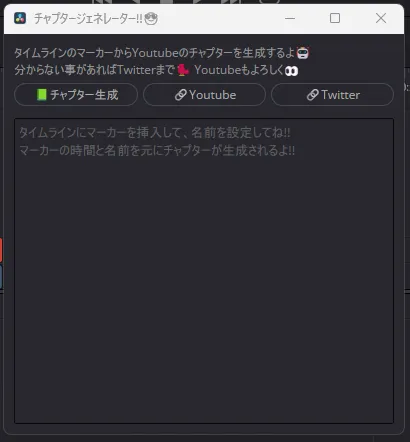 チャプタージェネレーター!!
タイムラインのマーカーからYoutubeのチャプターを生成するよ
分からない事があればTwitterまで Youtubeもよろしく
チャプター生成
Youtube
Twitter
タイムラインにマーカーを挿入して、名前を設定してね!!
マーカーの時間と名前を元にチャプターが生成されるよ!!